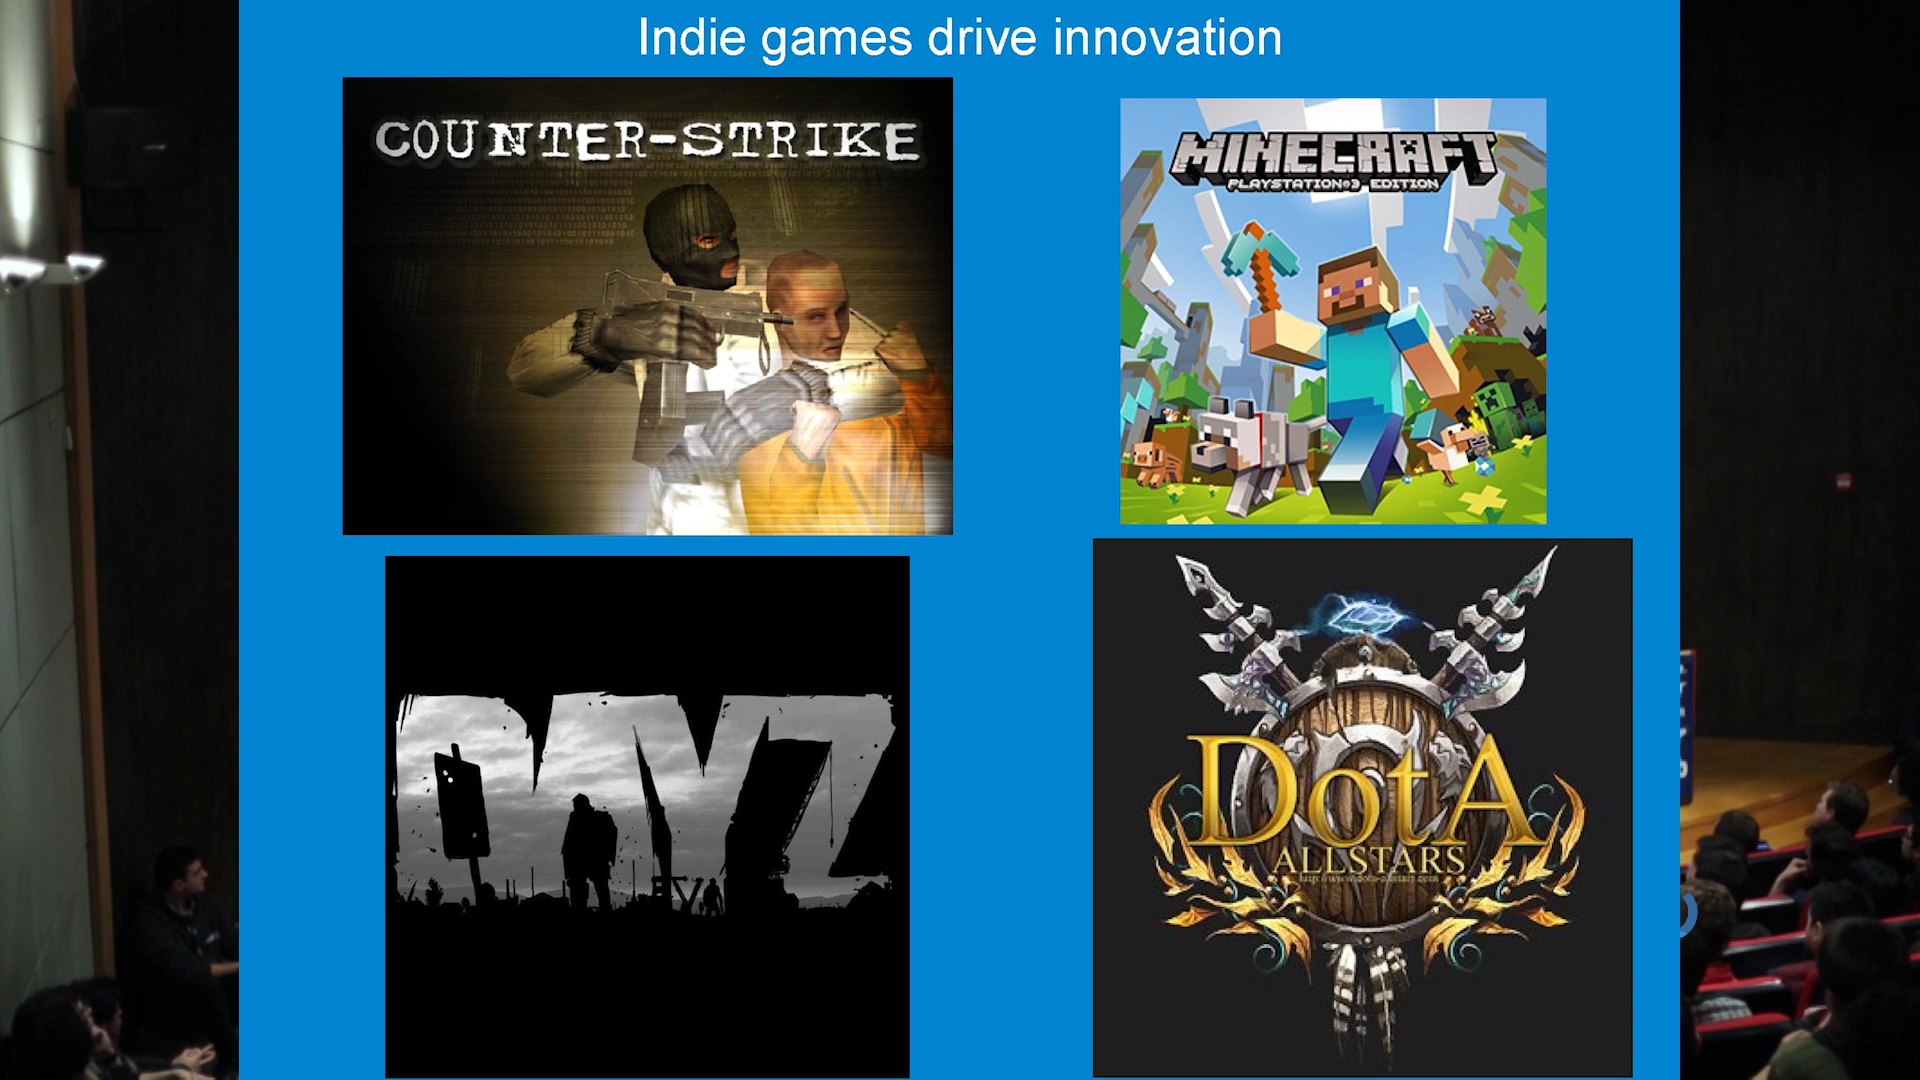 Indie games drive innovation
COUNTER-STRIKE
MINECRAFT
PLAYSTATION®3 EDITION
DAYZ
DotA
ALLSTARS